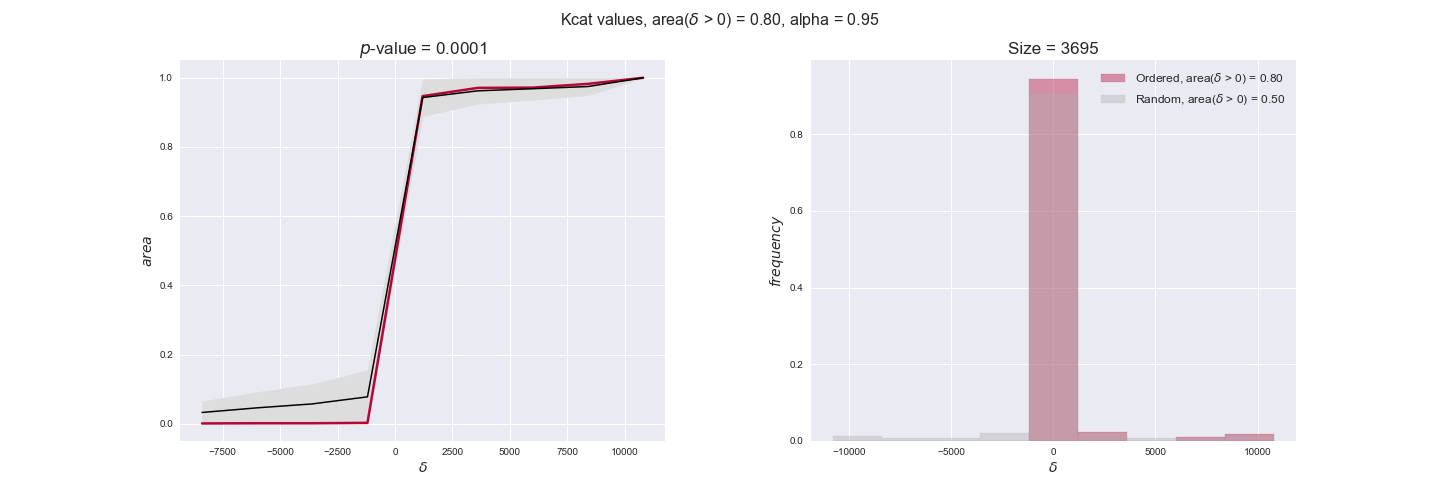 Kcat values, area(δ > 0) = 0.80, alpha = 0.95
p-value = 0.0001
1.0
0.8
0.6
0.4
0.2
0.0
area
−7500 −5000 −2500 0 2500 5000 7500 10000
δ
Size = 3695
Ordered, area(δ > 0) = 0.80
Random, area(δ > 0) = 0.50
0.8
0.6
0.4
0.2
0.0
frequency
−10000 −5000 0 5000 10000
δ